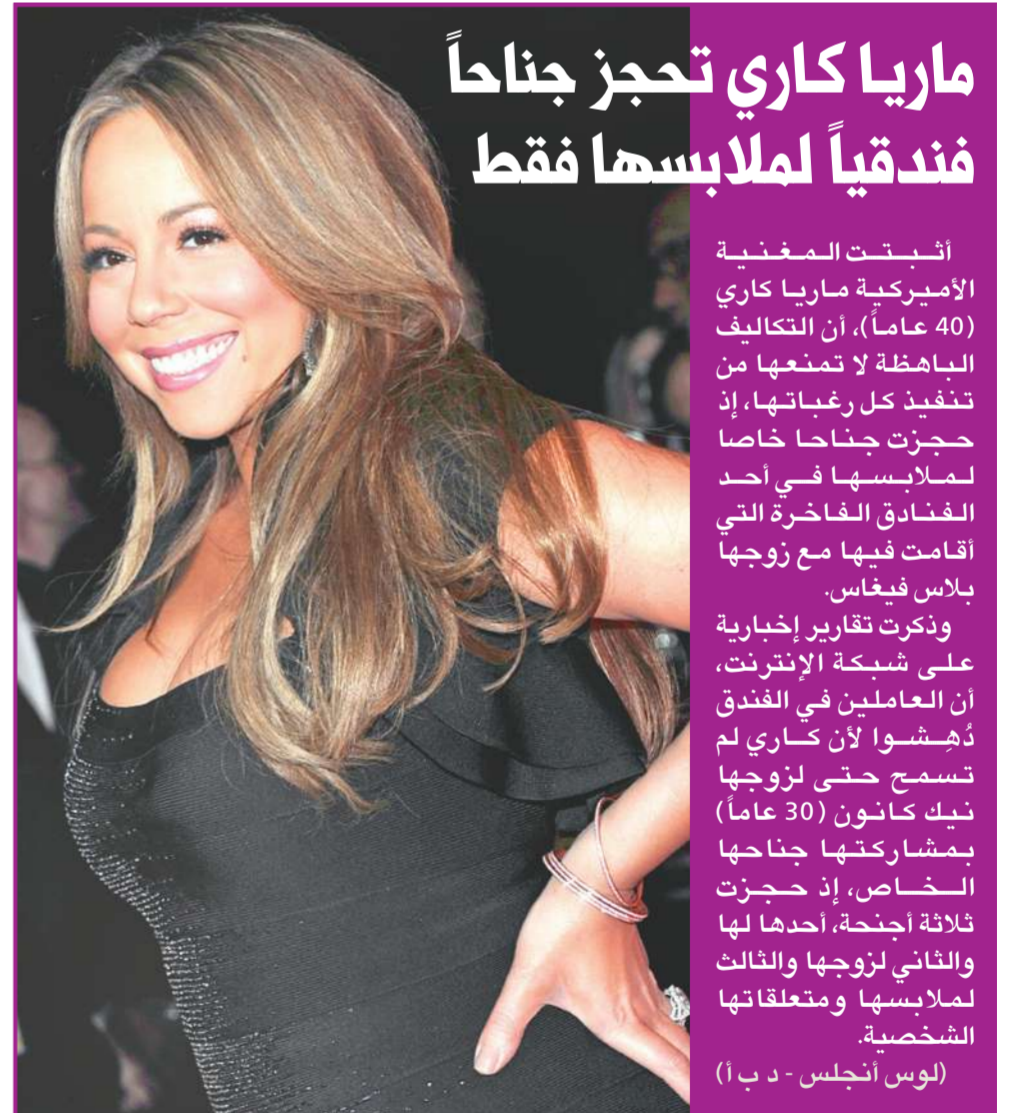 ماريا كاري تحجز جناحاً
فندقياً لملابسها فقط
أثبتت المغنية
الأميركية ماريا كاري
(40 عاماً)، أن التكاليف
الباهظة لا تمنعها من
تنفيذ كل رغباتها، إذ
حجزت جناحا خاصا
لملابسها في أحد
الفنادق الفاخرة التي
أقامت فيها مع زوجها
بلاس فيغاس.
وذكرت تقارير إخبارية
على شبكة الإنترنت،
أن العاملين في الفندق
دُهِشوا لأن كاري لم
تسمح حتى لزوجها
نيك كانون (30 عاماً)
بمشاركتها جناحها
الخاص، إذ حجزت
ثلاثة أجنحة، أحدها لها
والثاني لزوجها والثالث
لملابسها ومتعلقاتها
الشخصية.
(لوس أنجلس - د ب أ)